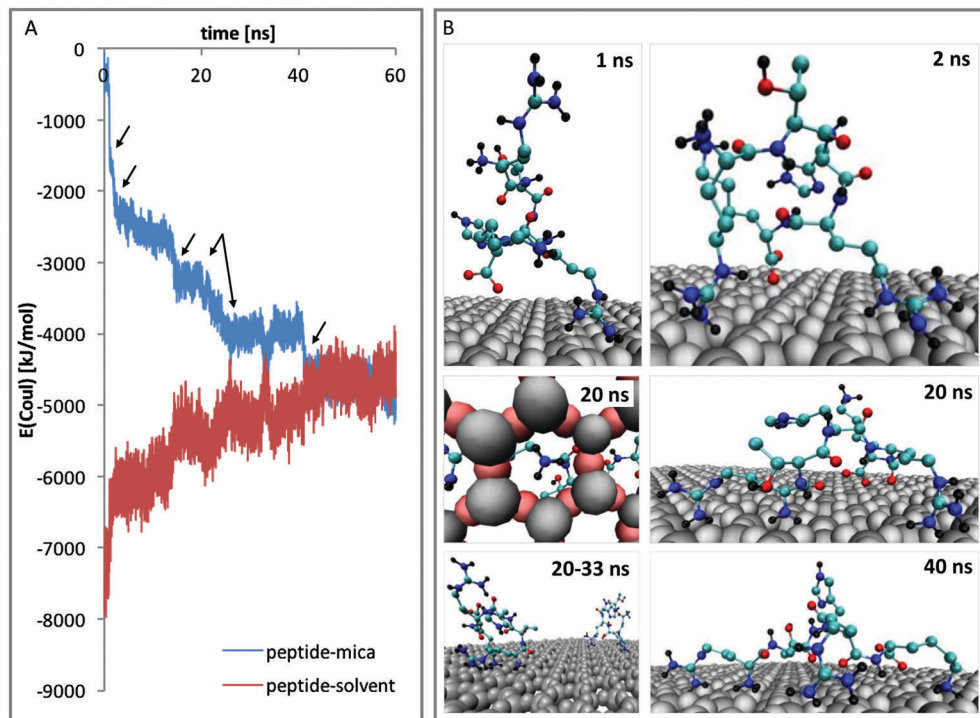 A
time [ns]
0
20
40
60
0
-1000
-2000
-3000
-4000
-5000
-6000
-7000
-8000
-9000
E(Coul) [kJ/mol]
peptide-mica
peptide-solvent
B
1 ns
2 ns
20 ns
20 ns
20-33 ns
40 ns